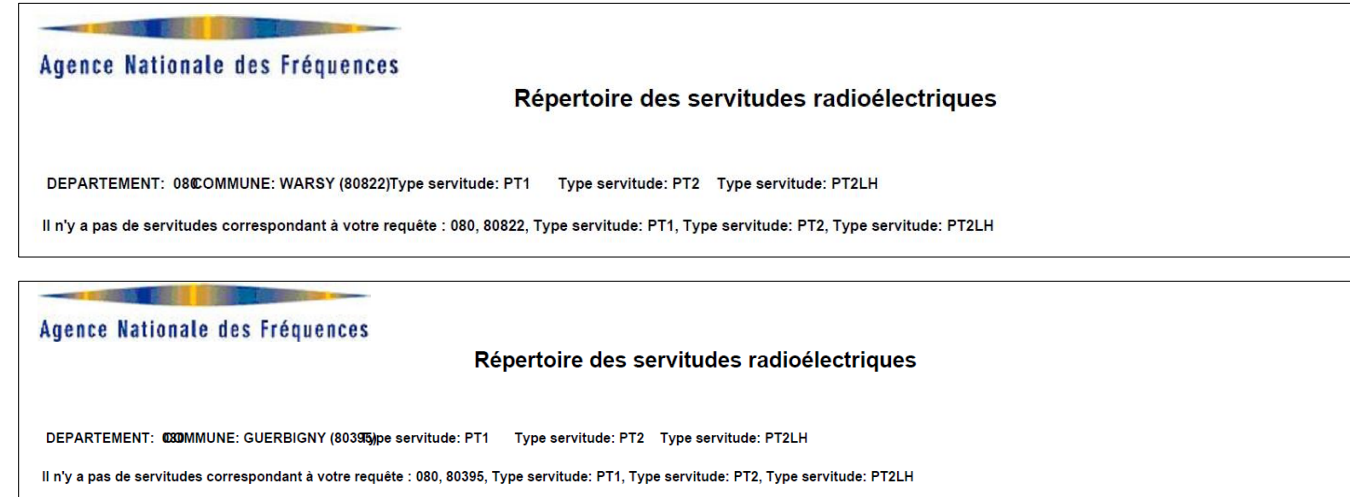 Agence Nationale des Fréquences
Répertoire des servitudes radioélectriques
DEPARTEMENT: 080COMMUNE: WARSY (80822)Type servitude: PT1 Type servitude: PT2 Type servitude: PT2LH
Il n'y a pas de servitudes correspondant à votre requête : 080, 80822, Type servitude: PT1, Type servitude: PT2, Type servitude: PT2LH
Agence Nationale des Fréquences
Répertoire des servitudes radioélectriques
DEPARTEMENT: 080COMMUNE: GUERBIGNY (80395)Type servitude: PT1 Type servitude: PT2 Type servitude: PT2LH
Il n'y a pas de servitudes correspondant à votre requête : 080, 80395, Type servitude: PT1, Type servitude: PT2, Type servitude: PT2LH